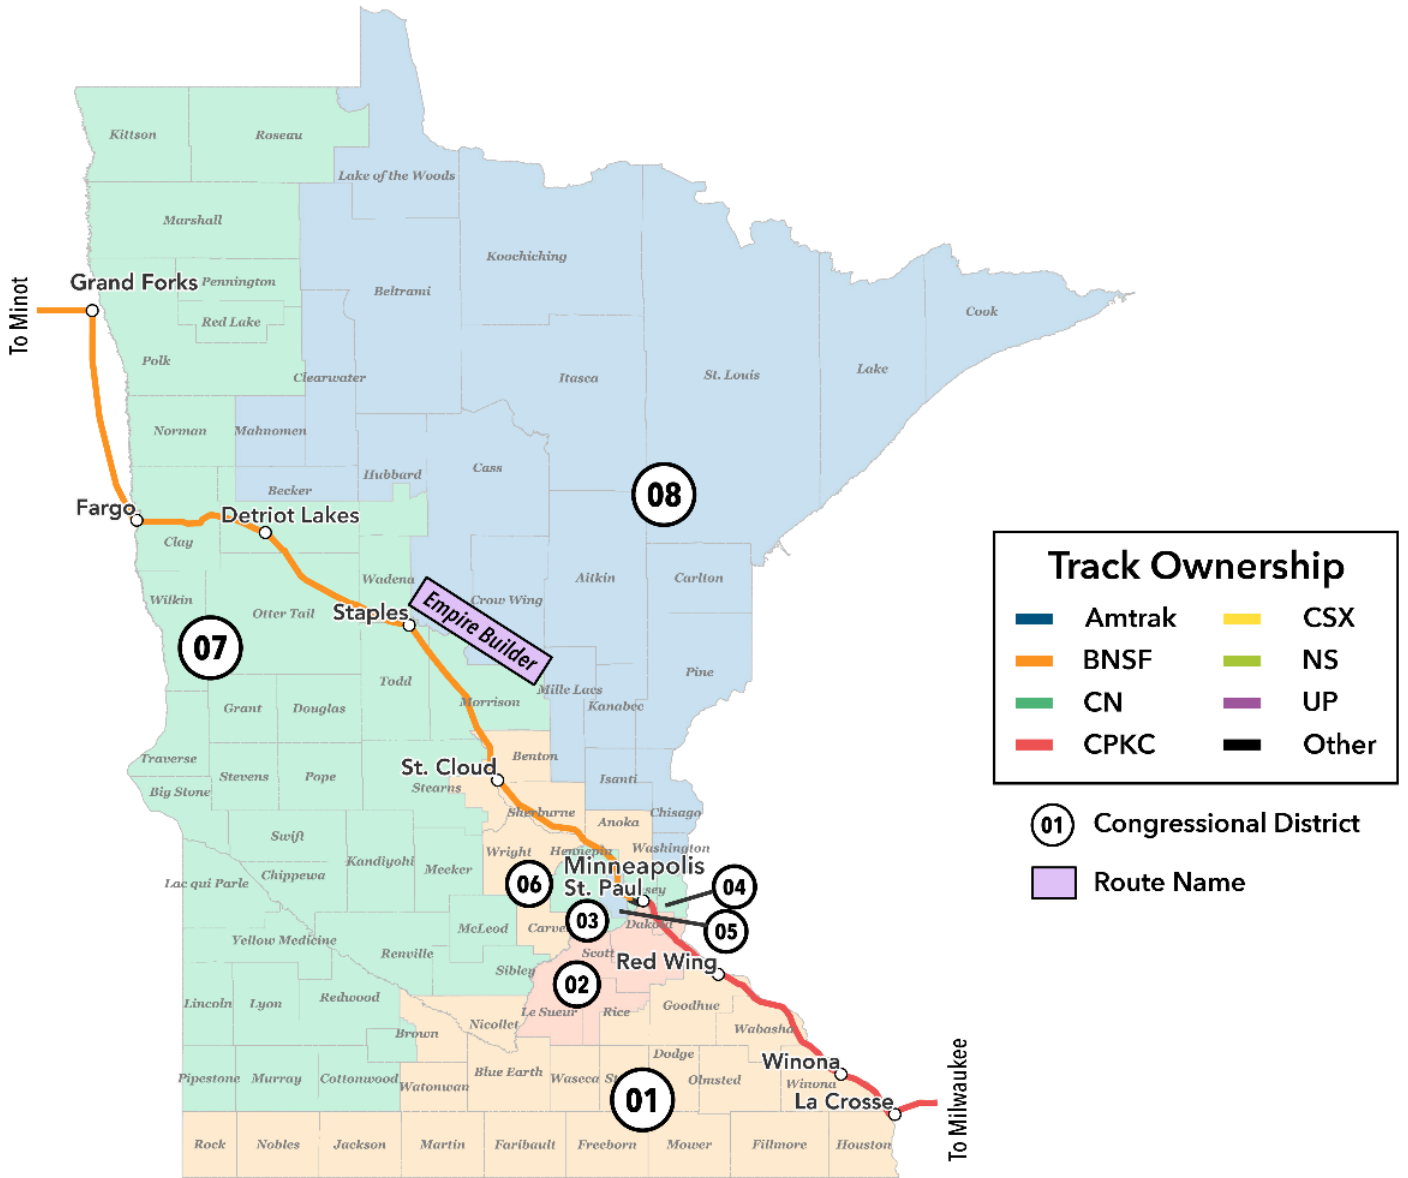 Kittson
Roseau
Lake of the Woods
Marshall
Koochiching
Grand Forks
Pennington
Beltrami
To Minot
Red Lake
Cook
Polk
Clearwater
Itasca
St. Louis
Lake
Norman
Mahnomen
Hubbard
Cass
Becker
08
Fargo
Detriot Lakes
Clay
Wadena
Aitkin
Carlton
Wilkin
Otter Tail
Crow Wing
Staples
Empire Builder
07
Todd
Pine
Morrison
Mille Lacs
Kanabec
Grant
Douglas
Traverse
Benton
St. Cloud
Stevens
Pope
Stearns
Isanti
Big Stone
Sherburne
Anoka
Chisago
Swift
Wright
Hennepin
Washington
Kandiyohi
Meeker
Minneapolis
Chippewa
Lac qui Parle
06
St. Paul
sey
04
03
05
McLeod
Carve
Dakota
Yellow Medicine
Renville
Scott
Red Wing
Sibley
02
Lincoln
Lyon
Redwood
Le Sueur
Rice
Goodhue
Brown
Nicollet
Wabasha
Dodge
Winona
Pipestone
Murray
Cottonwood
Watonwan
Blue Earth
Waseca
St
Olmsted
Winona
01
La Crosse
To Milwaukee
Rock
Nobles
Jackson
Martin
Faribault
Freeborn
Mower
Fillmore
Houston
Track Ownership
Amtrak
CSX
BNSF
NS
CN
UP
CPKC
Other
01
Congressional District
Route Name